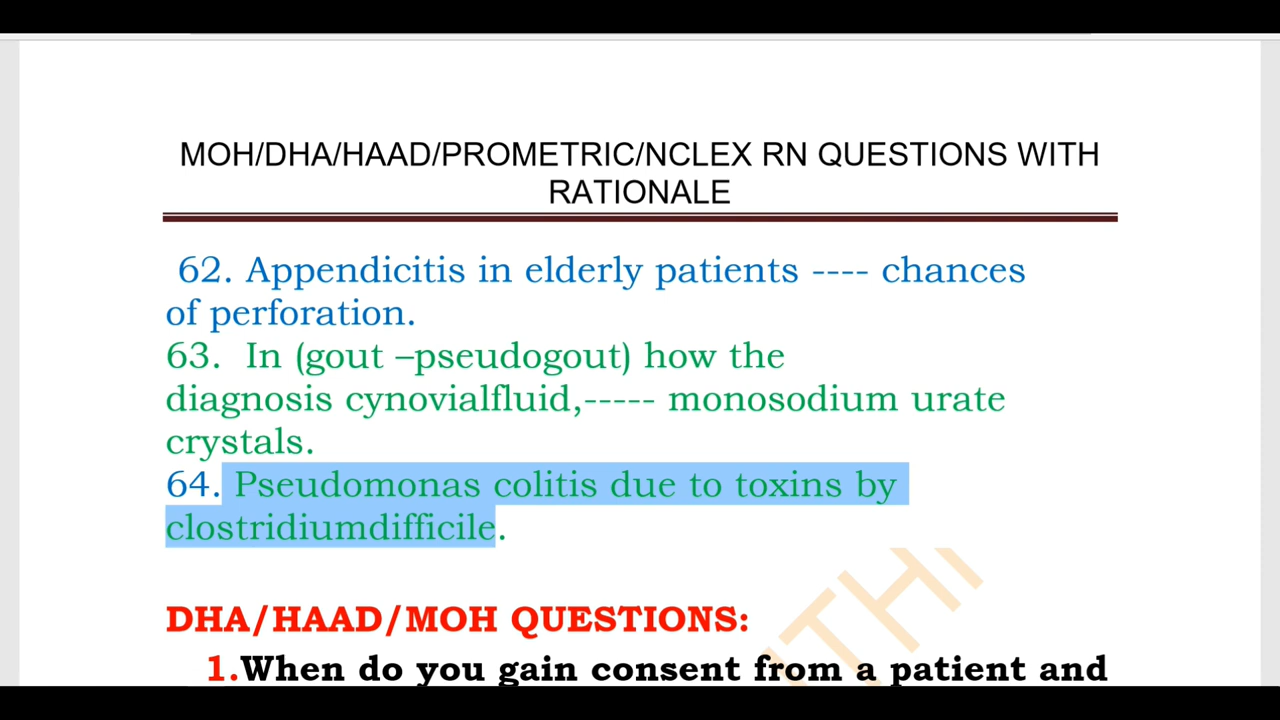 MOH/DHA/HAAD/PROMETRIC/NCLEX RN QUESTIONS WITH
RATIONALE
62. Appendicitis in elderly patients ---- chances
of perforation.
63. In (gout –pseudogout) how the
diagnosis cynovialfluid,----- monosodium urate
crystals.
64. Pseudomonas colitis due to toxins by
clostridiumdifficile.
DHA/HAAD/MOH QUESTIONS:
1.When do you gain consent from a patient and